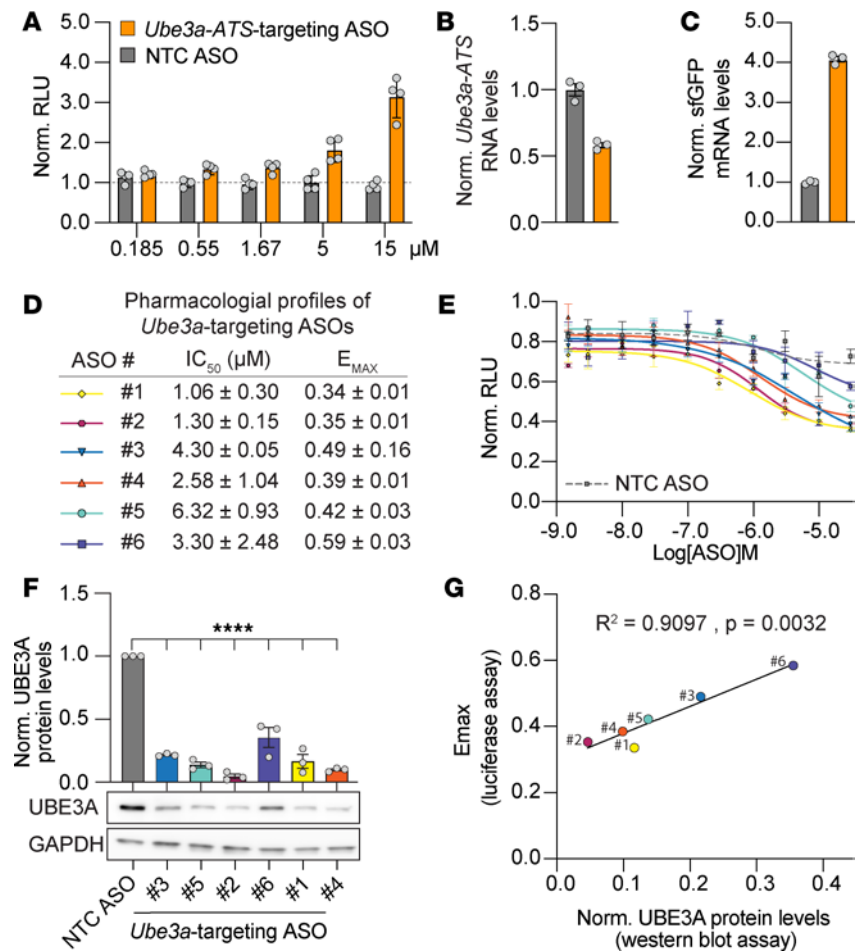 A
Ube3a-ATS-targeting ASO
NTC ASO
Norm. RLU
5.0
4.0
3.0
2.0
1.0
0.0
0.185 0.55 1.67 5 15 μM
B
Norm. Ube3a-ATS
RNA levels
1.5
1.0
0.5
C
Norm. sfGFP
mRNA levels
5.0
4.0
3.0
2.0
1.0
0.0
D
Pharmacologial profiles of
Ube3a-targeting ASOs
ASO # IC50 (μM) EMAX
#1 1.06 ± 0.30 0.34 ± 0.01
#2 1.30 ± 0.15 0.35 ± 0.01
#3 4.30 ± 0.05 0.49 ± 0.16
#4 2.58 ± 1.04 0.39 ± 0.01
#5 6.32 ± 0.93 0.42 ± 0.03
#6 3.30 ± 2.48 0.59 ± 0.03
E
Norm. RLU
1.0
0.8
0.6
0.4
0.2
0
NTC ASO
-9.0 -8.0 -7.0 -6.0 -5.0
Log[ASO]M
F
Norm. UBE3A
protein levels
1.5
1.0
0.5
0.0
****
UBE3A
GAPDH
NTC ASO #3 #5 #2 #6 #1 #4
Ube3a-targeting ASO
G
Emax
(luciferase assay)
0.8
0.6
0.4
0.2
0.0
R² = 0.9097 , p = 0.0032
#6
#3
#5
#4
#2
#1
0.0 0.1 0.2 0.3 0.4
Norm. UBE3A protein levels
(western blot assay)